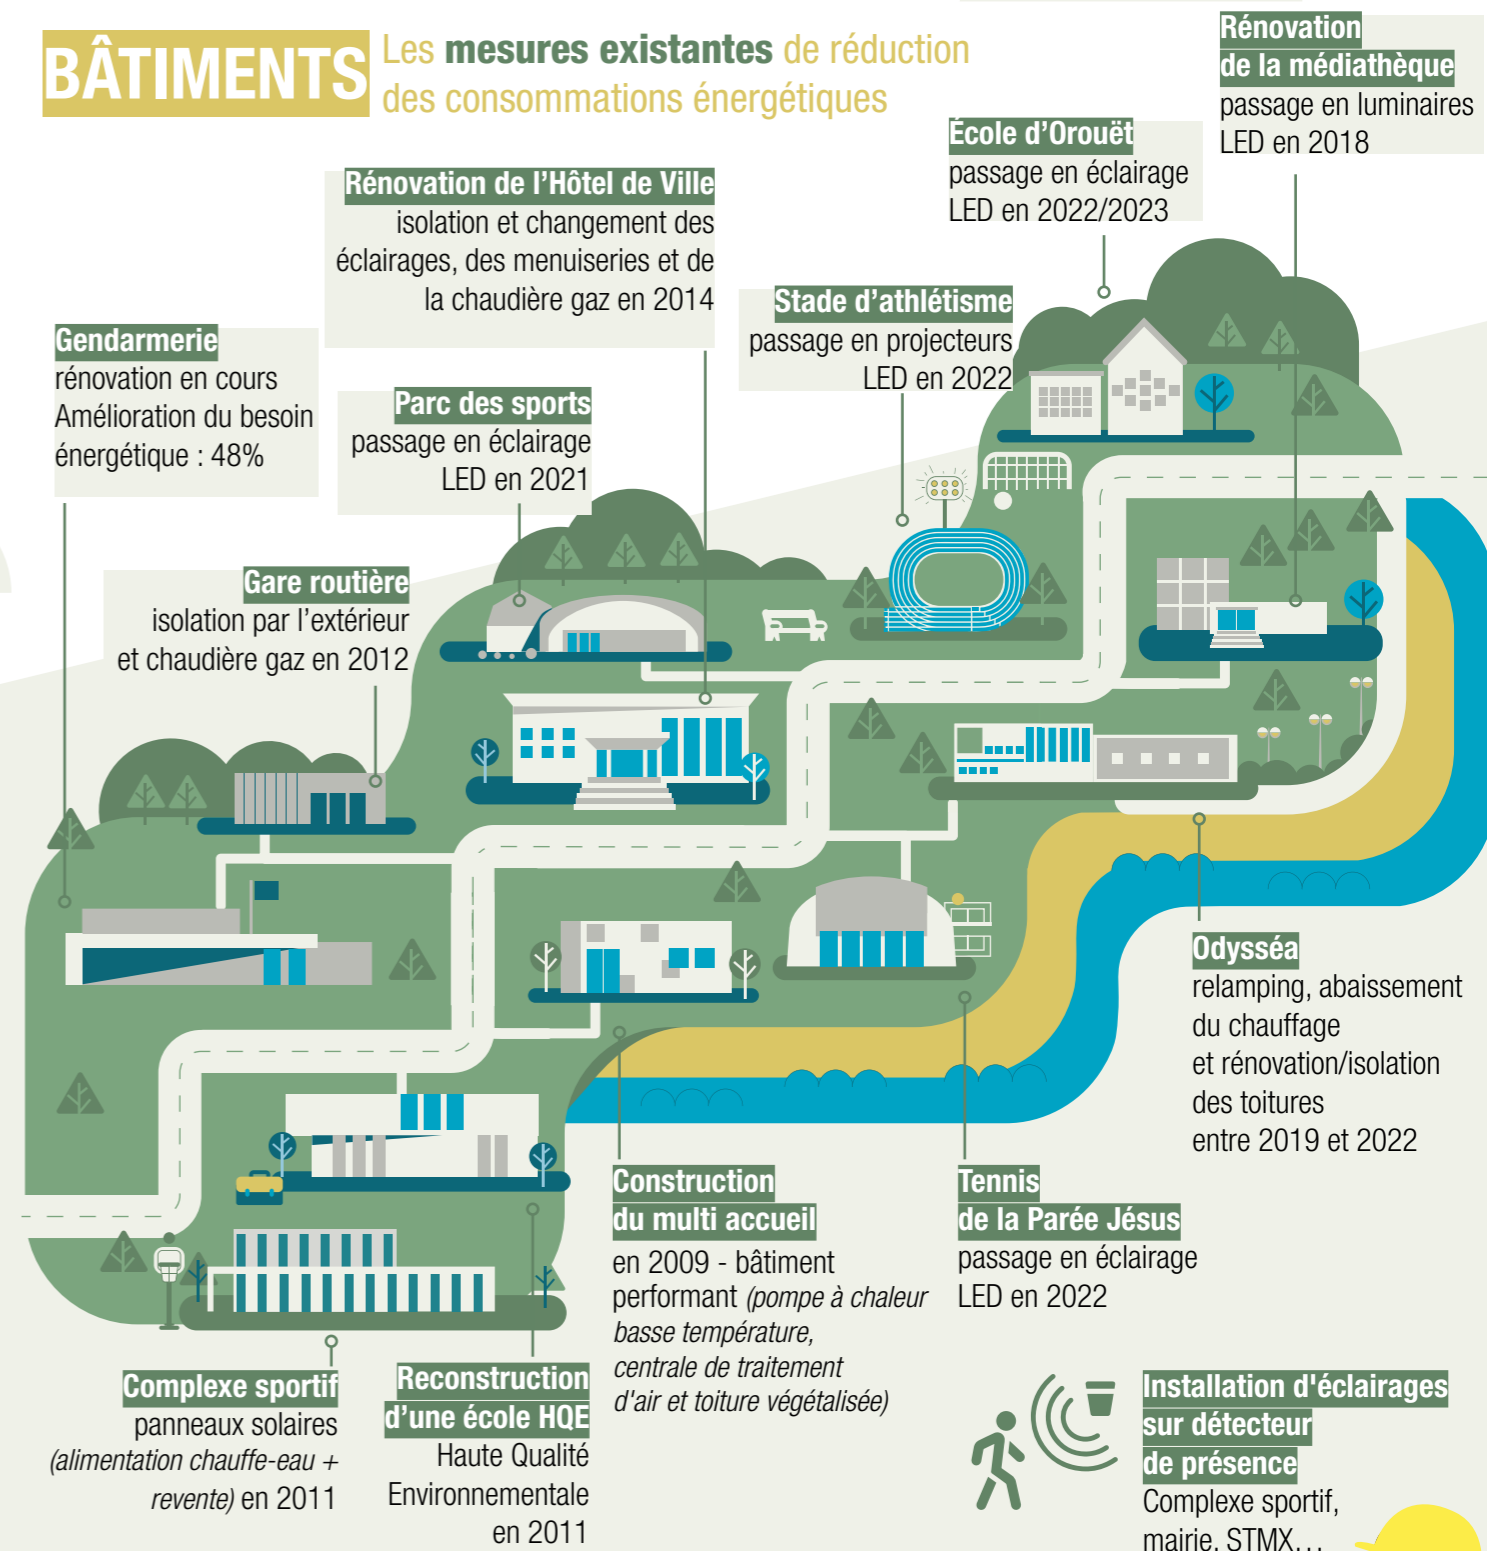 BÂTIMENTS
Les mesures existantes de réduction
des consommations énergétiques
Rénovation
de la médiathèque
passage en luminaires
LED en 2018
École d'Orouët
passage en éclairage
LED en 2022/2023
Rénovation de l'Hôtel de Ville
isolation et changement des
éclairages, des menuiseries et de
la chaudière gaz en 2014
Stade d'athlétisme
passage en projecteurs
LED en 2022
Gendarmerie
rénovation en cours
Amélioration du besoin
énergétique : 48%
Parc des sports
passage en éclairage
LED en 2021
Gare routière
isolation par l'extérieur
et chaudière gaz en 2012
Odysséa
relamping, abaissement
du chauffage
et rénovation/isolation
des toitures
entre 2019 et 2022
Construction
du multi accueil
en 2009 - bâtiment
performant (pompe à chaleur
basse température,
centrale de traitement
d'air et toiture végétalisée)
Tennis
de la Parée Jésus
passage en éclairage
LED en 2022
Complexe sportif
panneaux solaires
(alimentation chauffe-eau +
revente) en 2011
Reconstruction
d'une école HQE
Haute Qualité
Environnementale
en 2011
Installation d'éclairages
sur détecteur
de présence
Complexe sportif,
mairie, STMX...